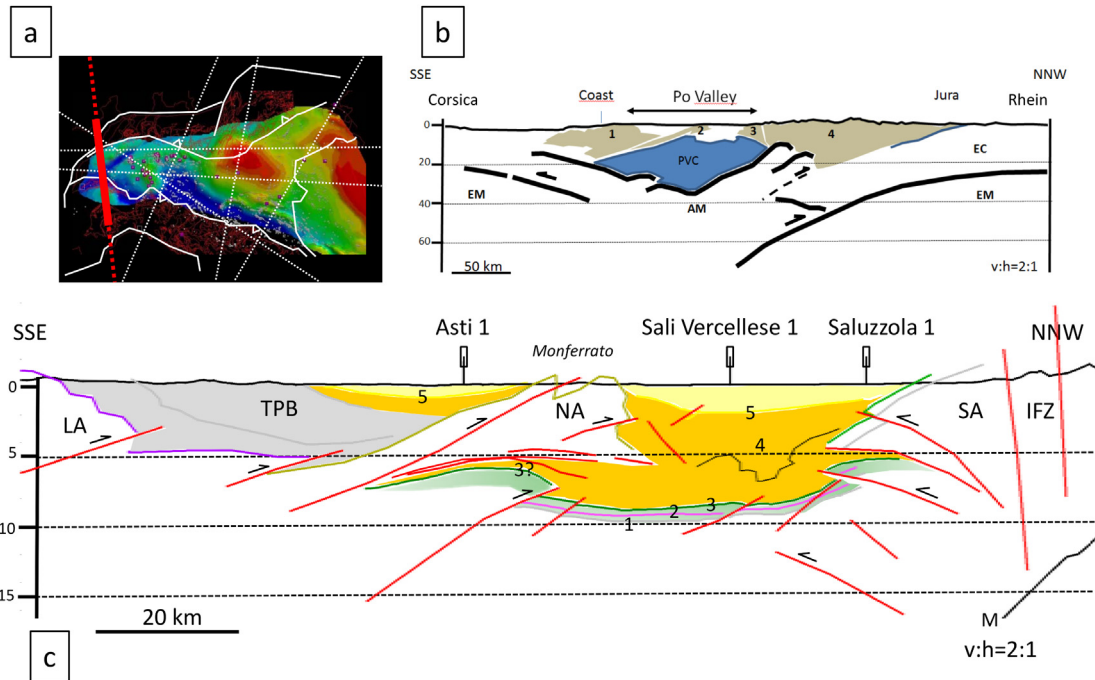 a
b
SSE
NNW
Corsica
Coast
Po Valley
Jura
Rhein
0
1
2
3
4
20
PVC
EC
EM
AM
EM
40
60
50 km
v:h=2:1
SSE
Asti 1
Sali Vercellese 1
Saluzzola 1
NNW
Monferrato
0
5
TPB
LA
NA
5
SA
IFZ
4
5
3?
3
2
1
10
15
M
20 km
v:h=2:1
c